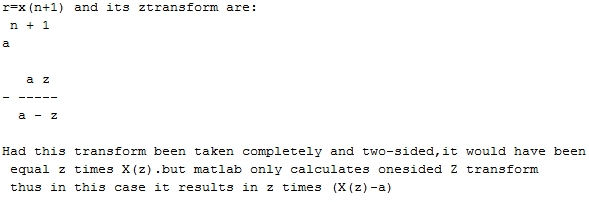 r=x(n+1) and its ztransform are:
n + 1
a
a z
- -----
a - z
Had this transform been taken completely and two-sided,it would have been
equal z times X(z).but matlab only calculates onesided Z transform
thus in this case it results in z times (X(z)-a)